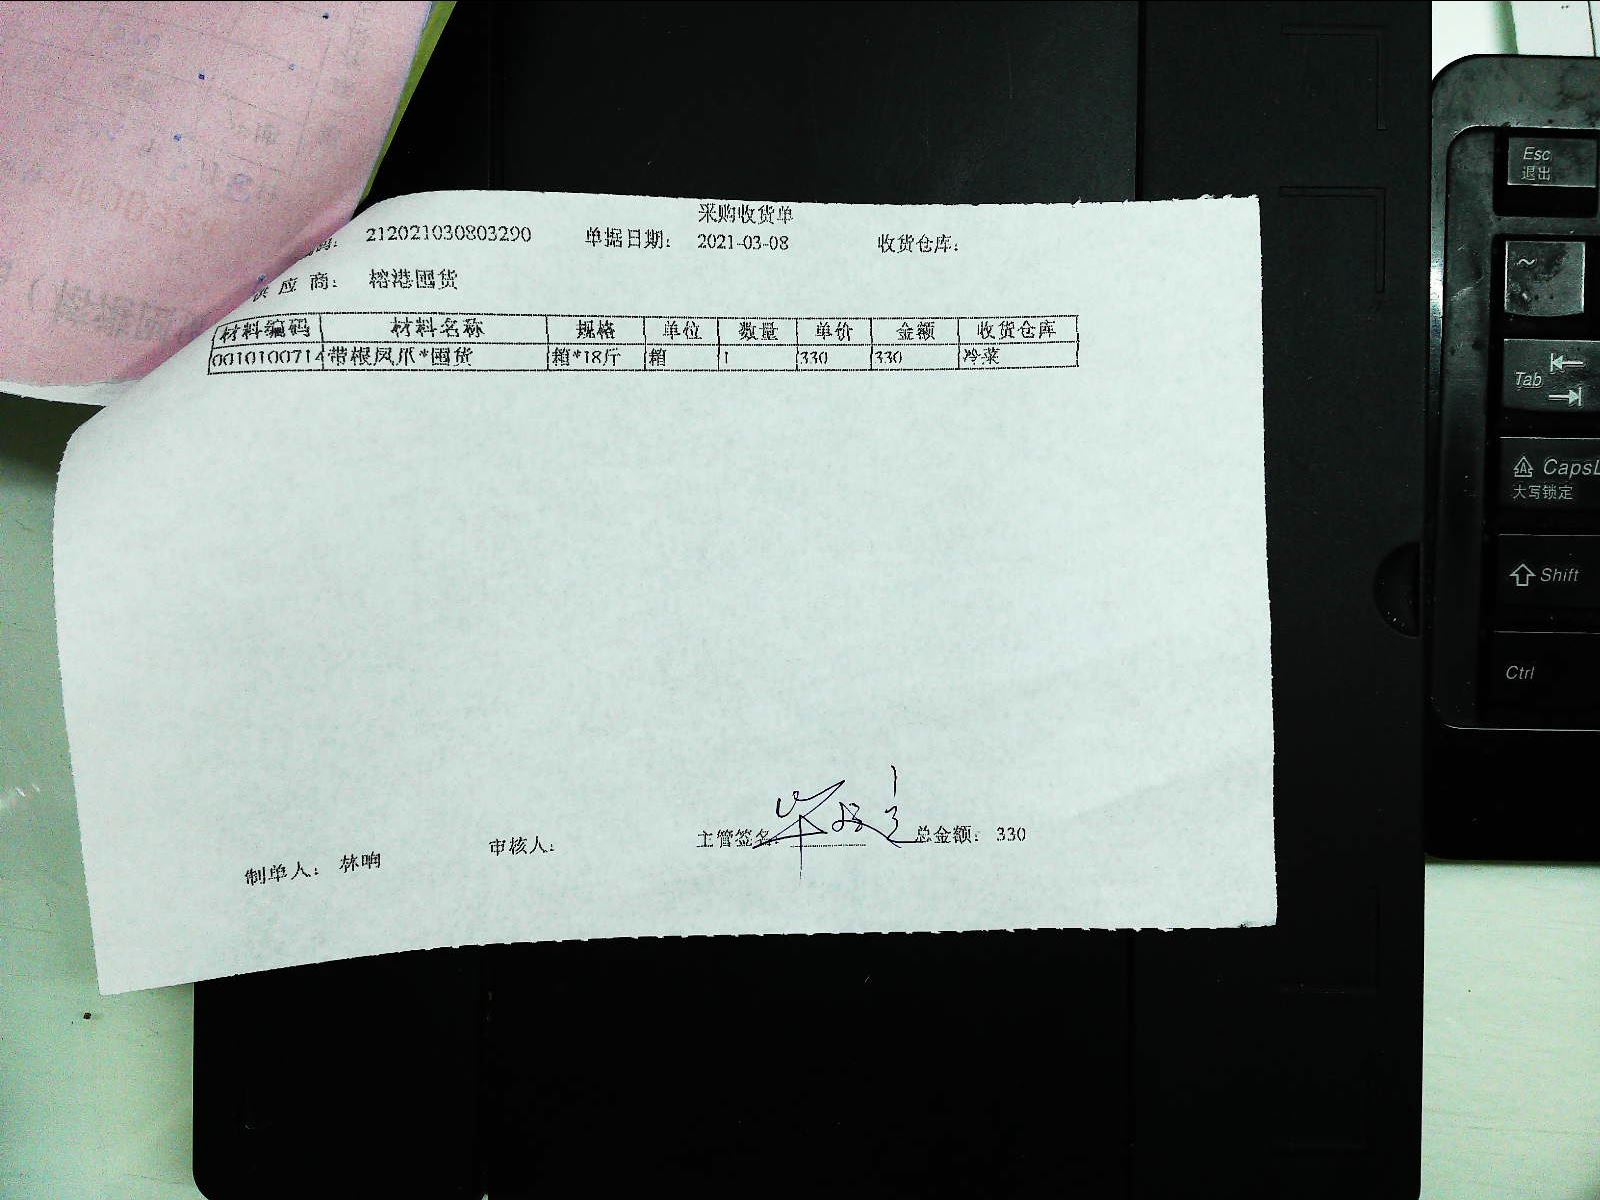 采购收货单
码: 212021030803290 单据日期: 2021-03-08 收货仓库:
供应商: 榕港囤货
材料编码 材料名称 规格 单位 数量 单价 金额 收货仓库
0010100714 带根凤爪*囤货 箱*18斤 箱 1 330 330 冷菜
主管签名: 总金额: 330
审核人:
制单人: 林响
Esc
退出
~
Tab
CapsL
大写锁定
Shift
Ctrl